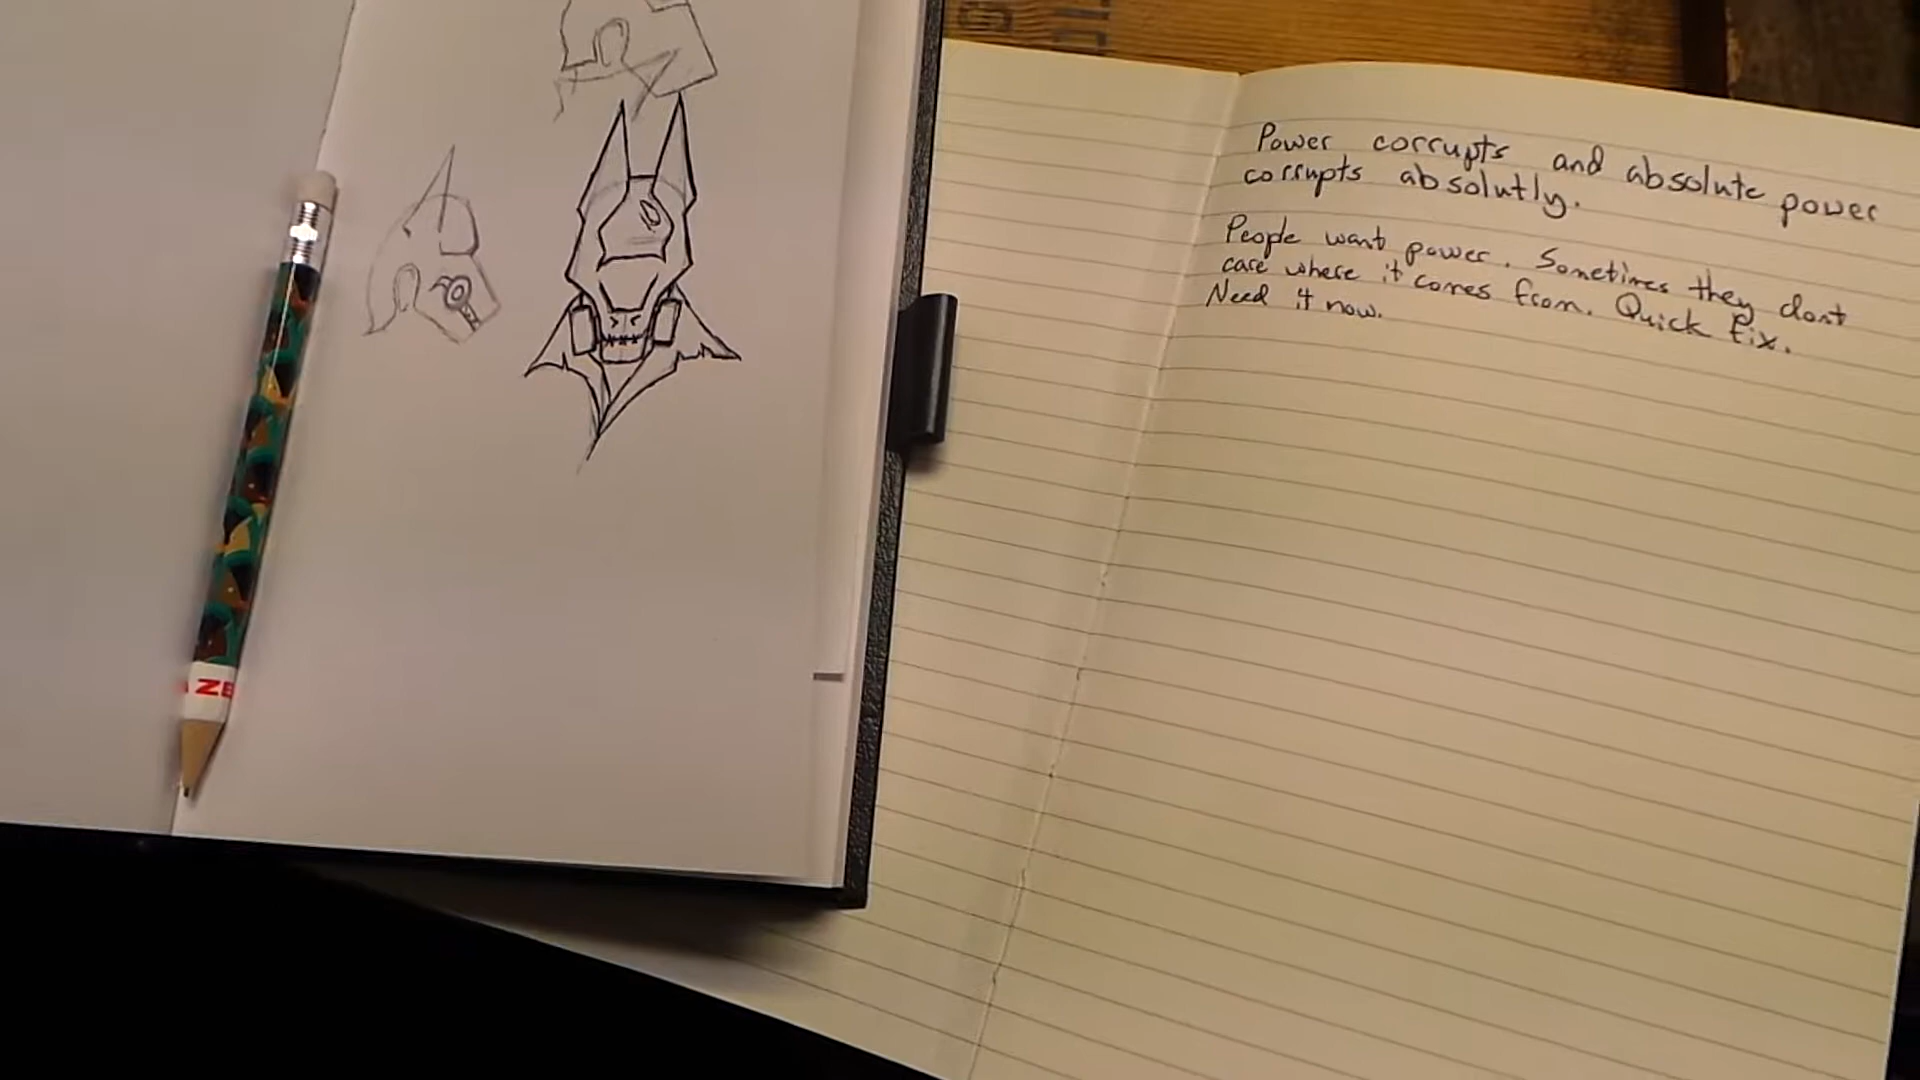 Power corrupts and absolute power
corrupts absolutly.
People want power. Sometimes they dont
care where it comes from. Quick fix.
Need it now.
ZE